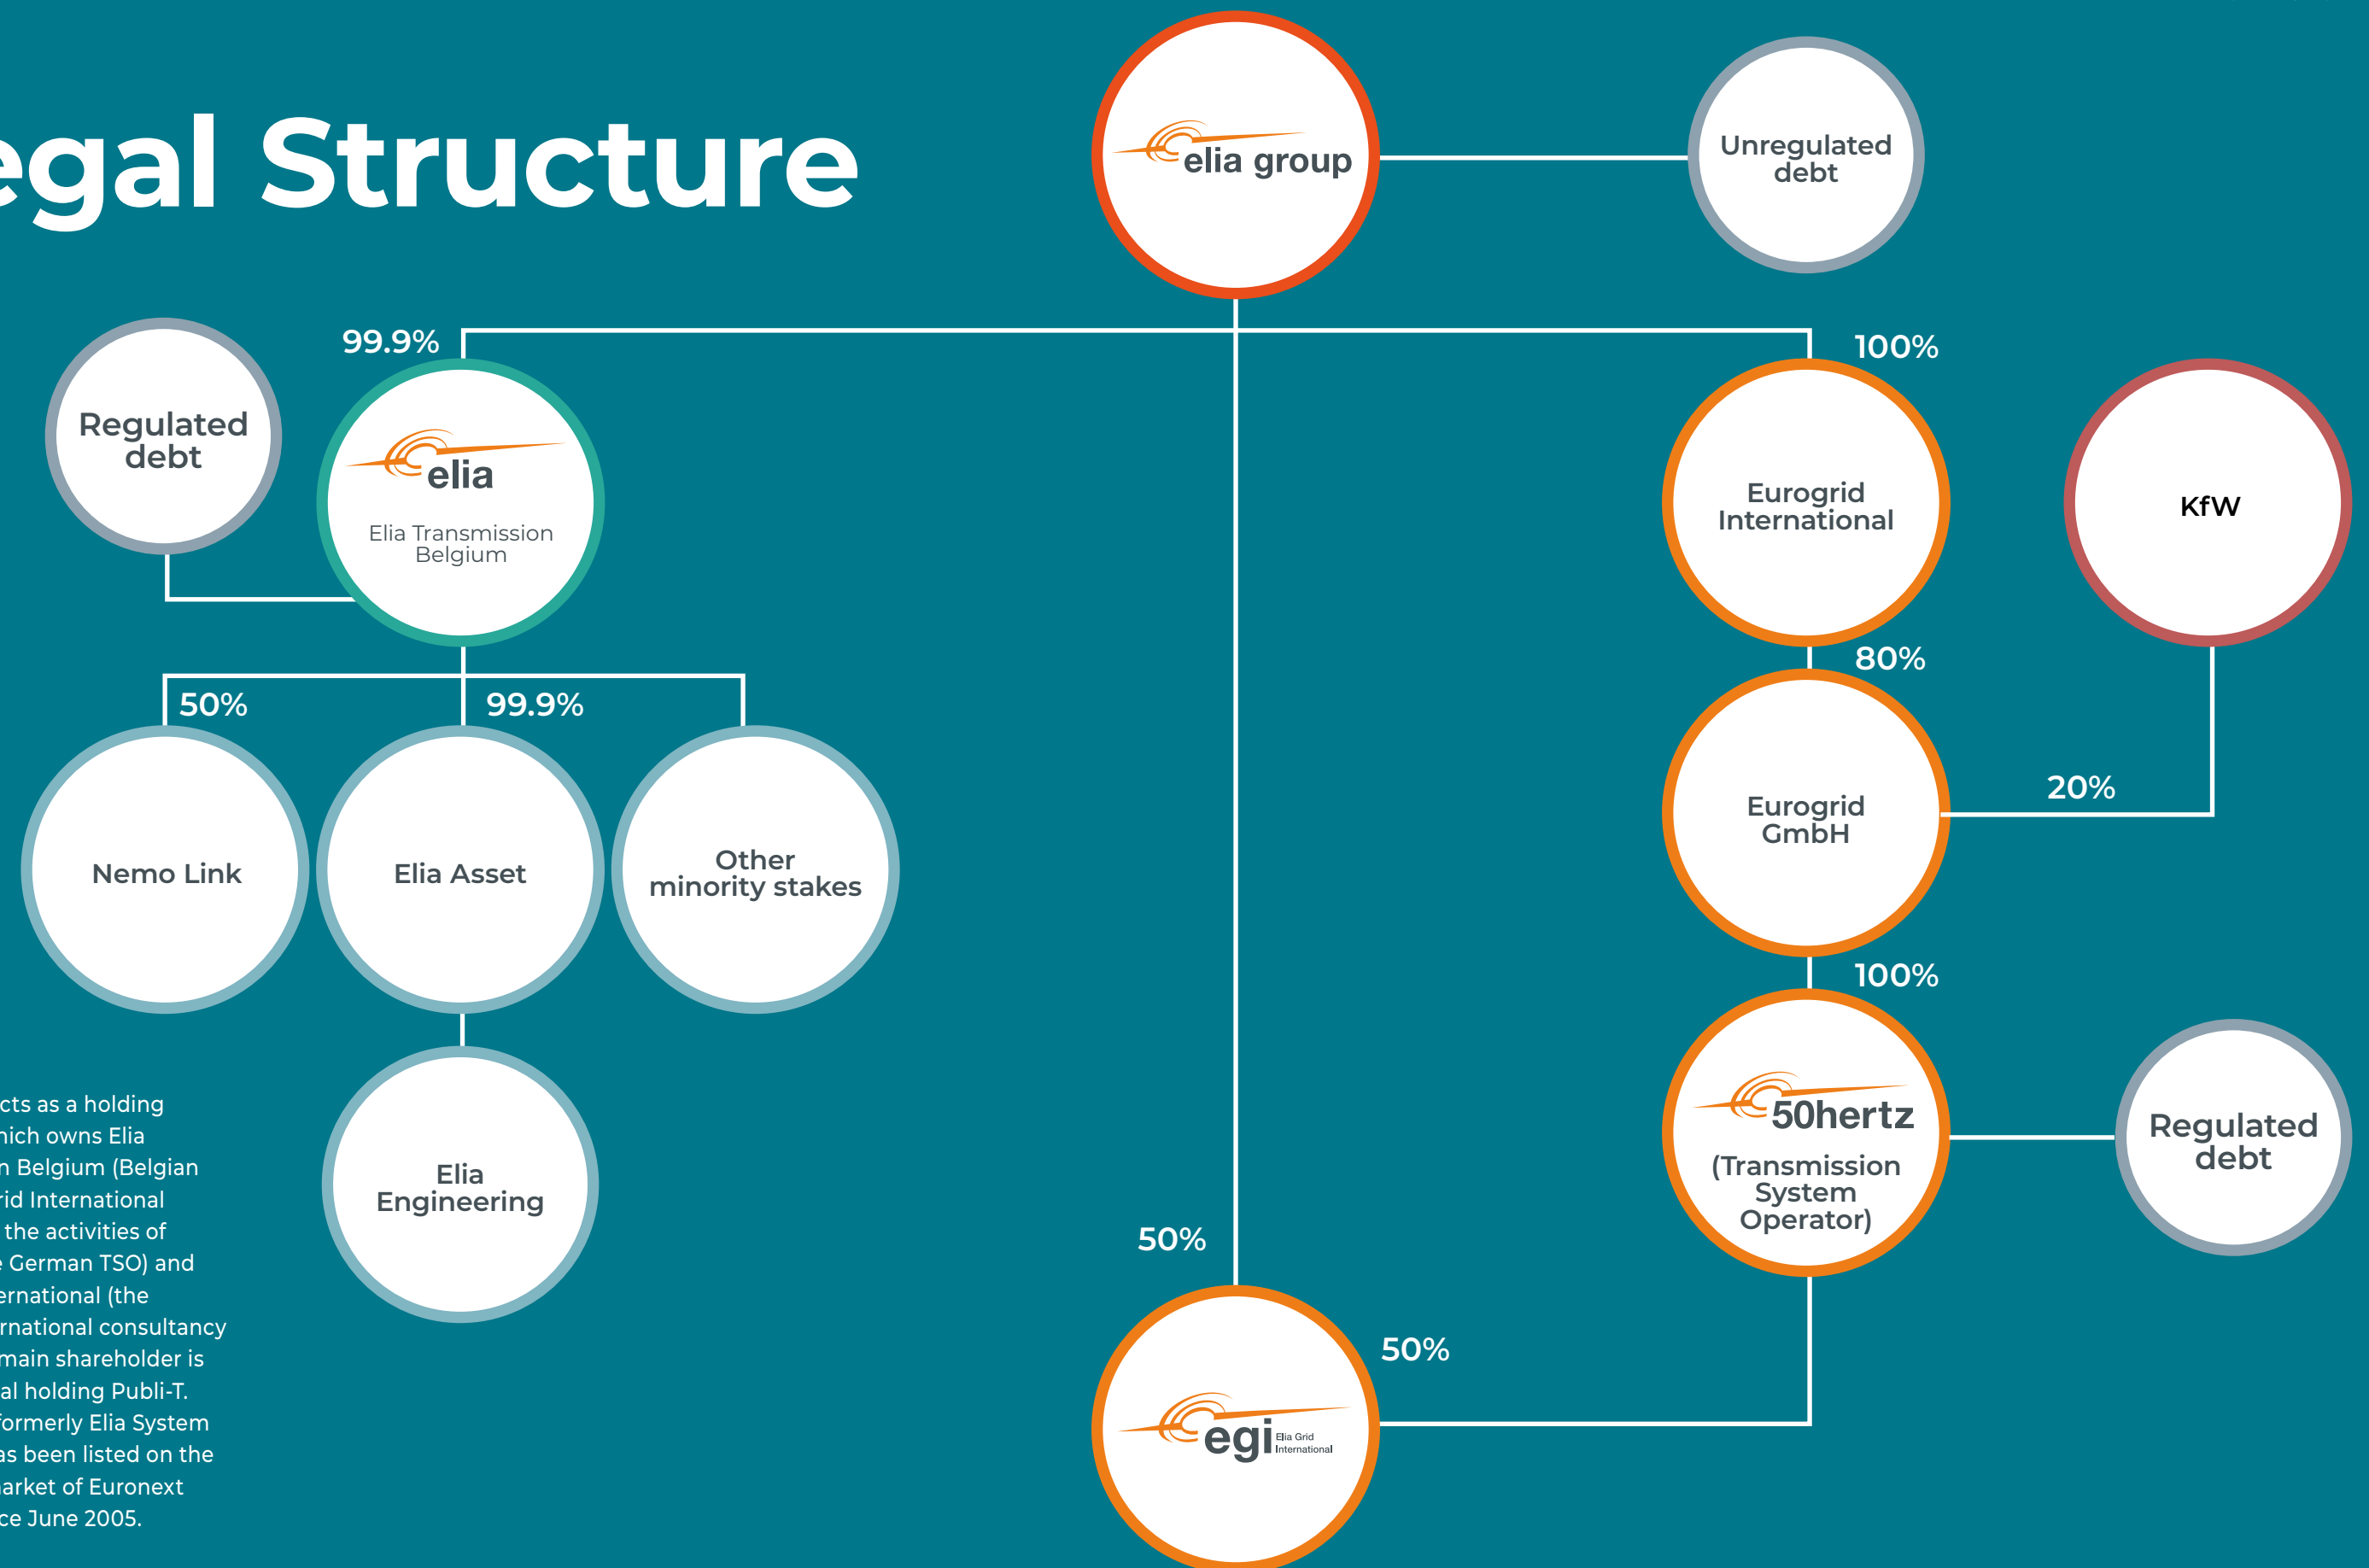 egal Structure
elia group
Unregulated
debt
99.9%
100%
Regulated
debt
elia
Elia Transmission
Belgium
Eurogrid
International
KfW
80%
50%
99.9%
20%
Eurogrid
GmbH
Nemo Link
Elia Asset
Other
minority stakes
100%
50hertz
(Transmission
System
Operator)
Regulated
debt
Elia
Engineering
50%
50%
egi
Elia Grid
International
cts as a holding
hich owns Elia
n Belgium (Belgian
rid International
the activities of
e German TSO) and
ernational (the
rnational consultancy
main shareholder is
al holding Publi-T.
formerly Elia System
as been listed on the
market of Euronext
ce June 2005.